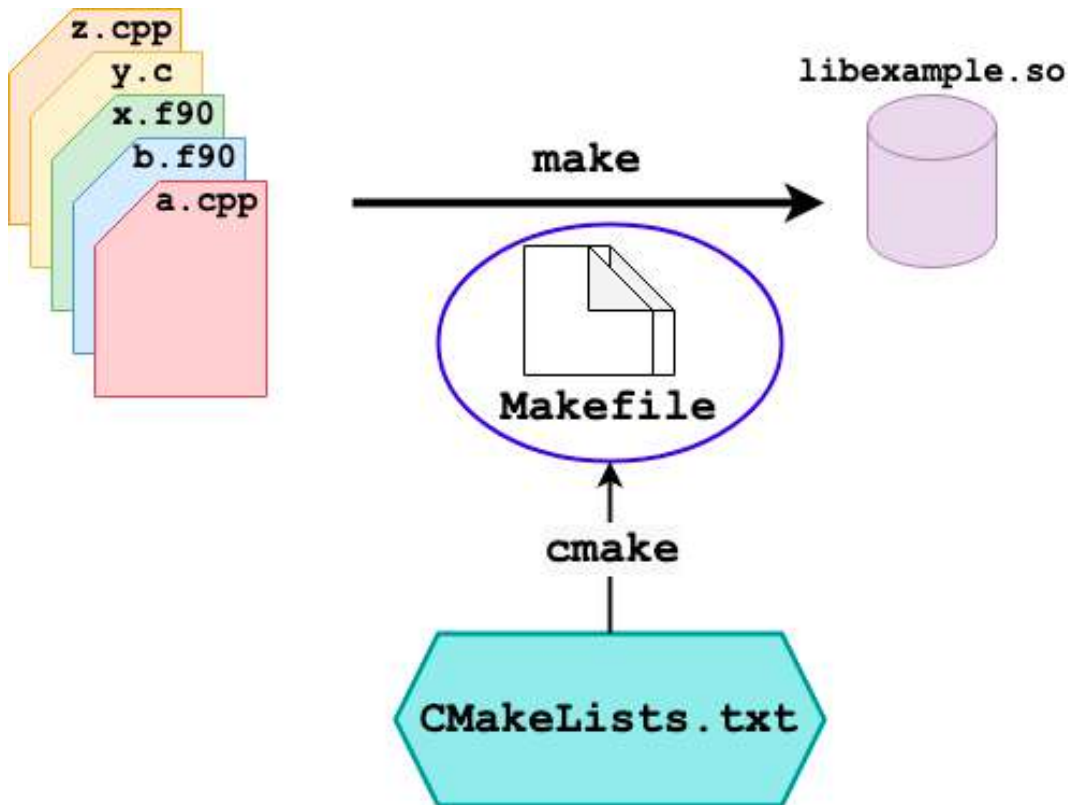 z.cpp
y.c
x.f90
b.f90
a.cpp
libexample.so
make
Makefile
cmake
CMakeLists.txt